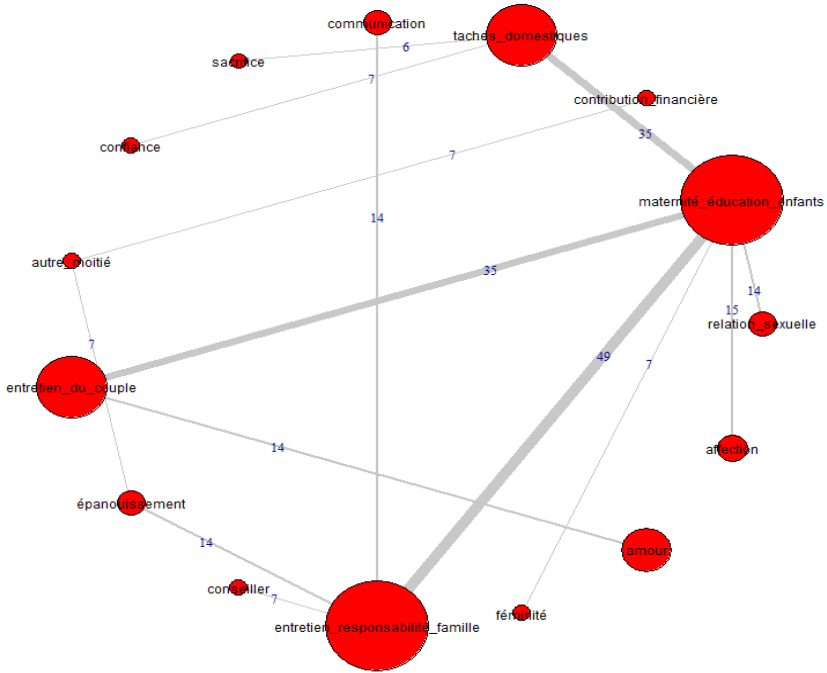 communication
taches_domestiques
6
sacrifice
7
contribution_financière
35
confiance
7
maternité_éducation_enfants
14
autre_moitié
35
14
15
relation_sexuelle
7
49
7
entretien_du_couple
14
affection
épanouissement
14
amour
conseiller
7
féminité
entretien_responsabilité_famille